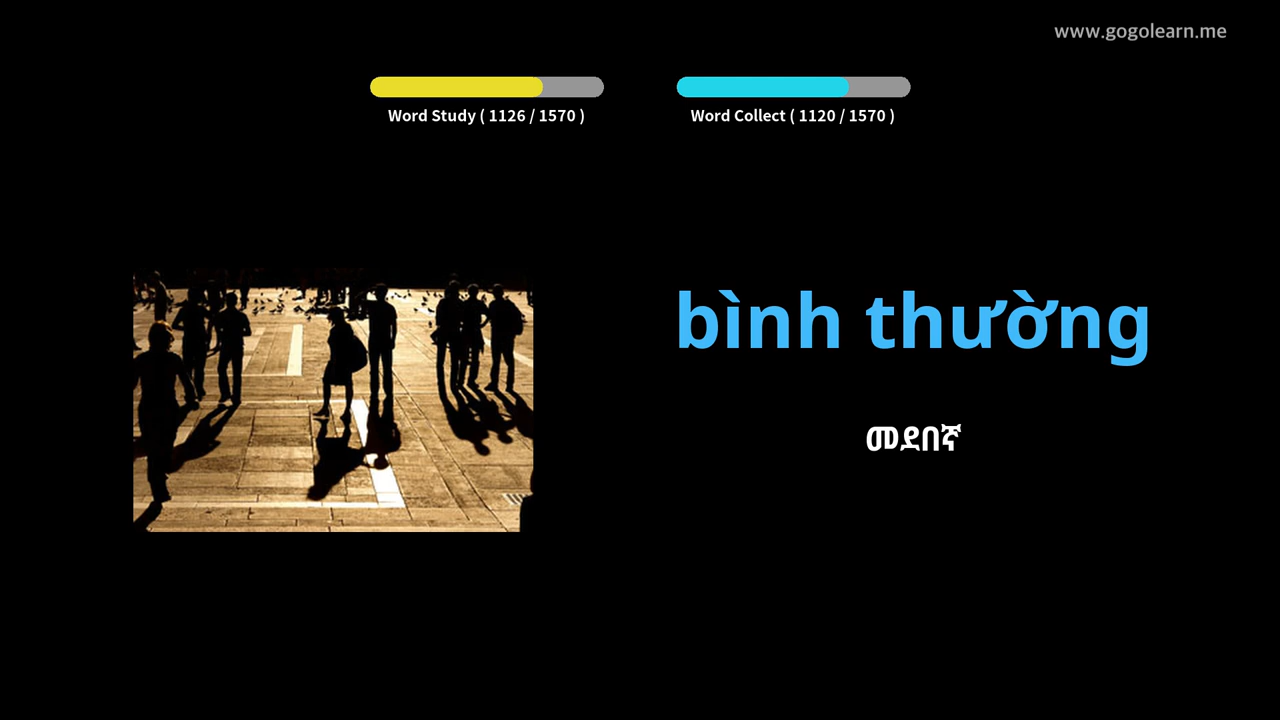 www.gogolearn.me
Word Study ( 1126 / 1570 )
Word Collect ( 1120 / 1570 )
bình thường
መደበኛ